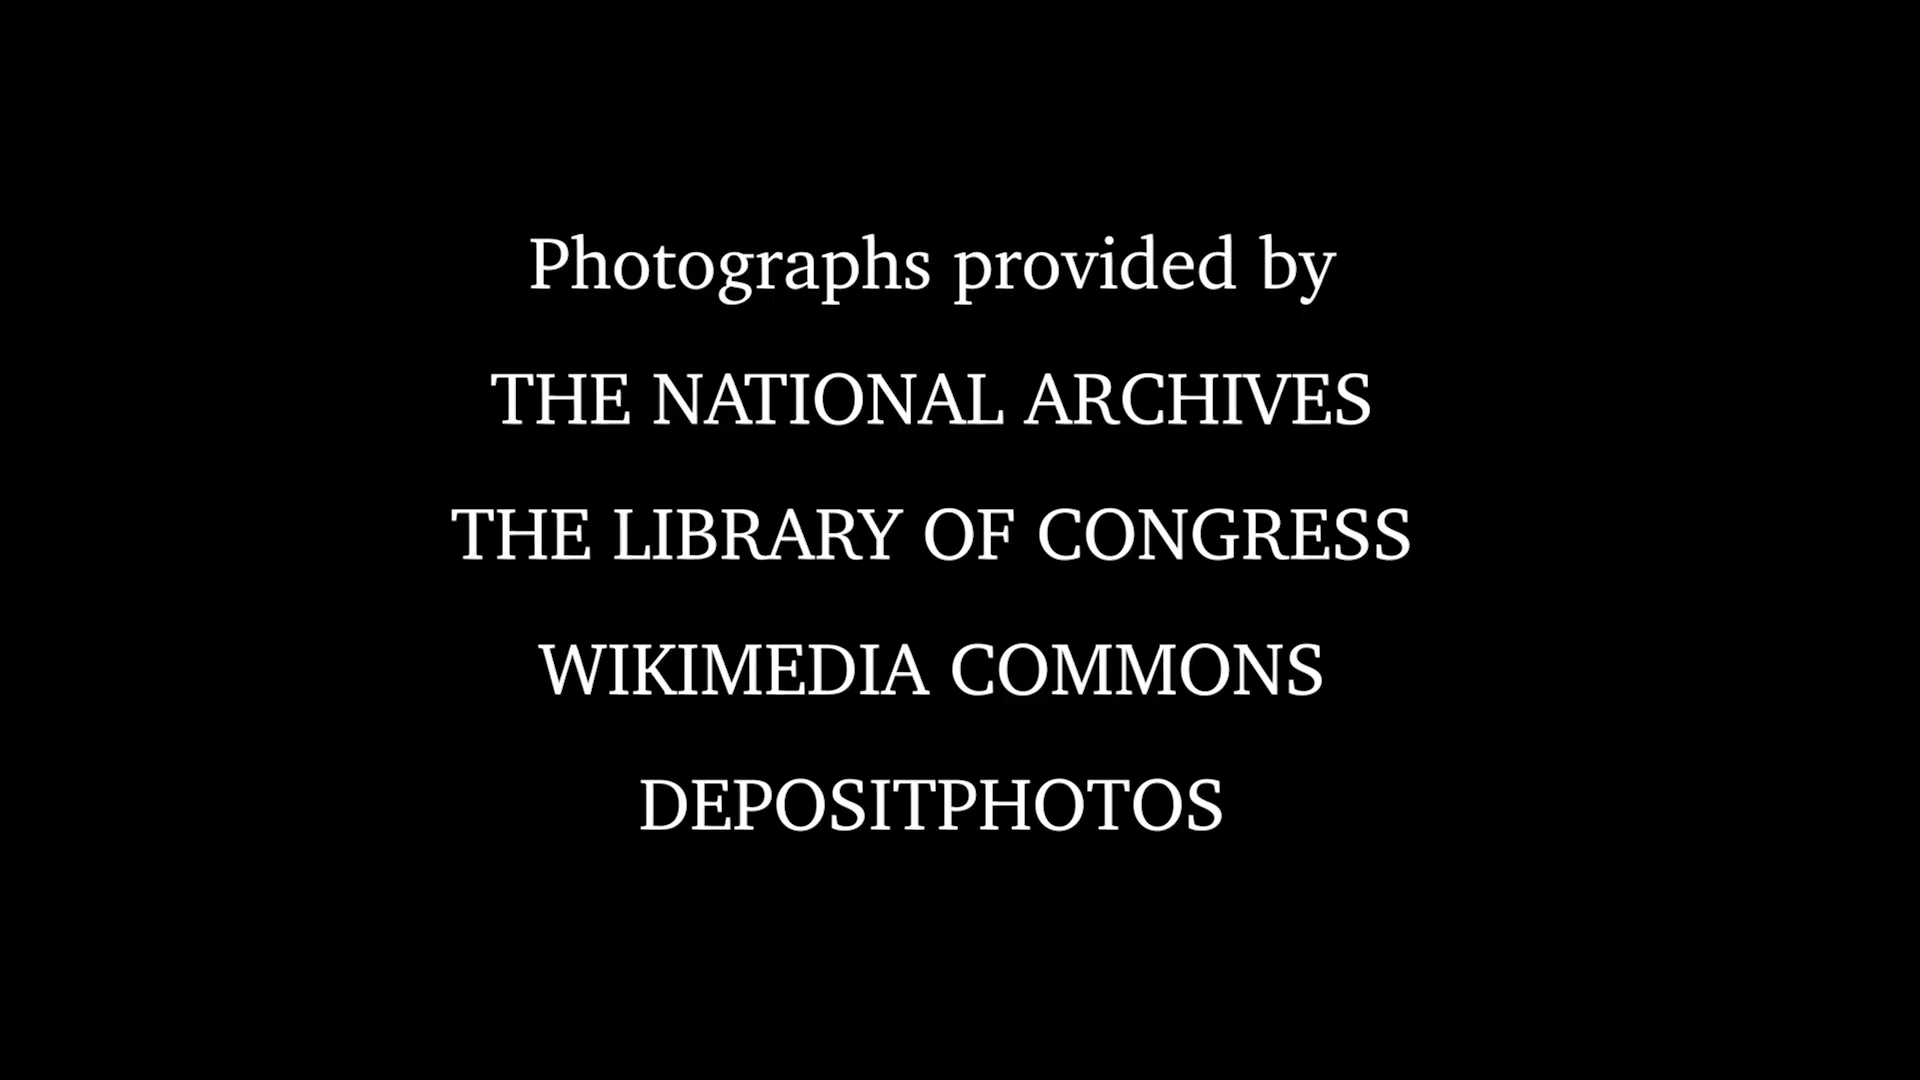 Photographs provided by
THE NATIONAL ARCHIVES
THE LIBRARY OF CONGRESS
WIKIMEDIA COMMONS
DEPOSITPHOTOS